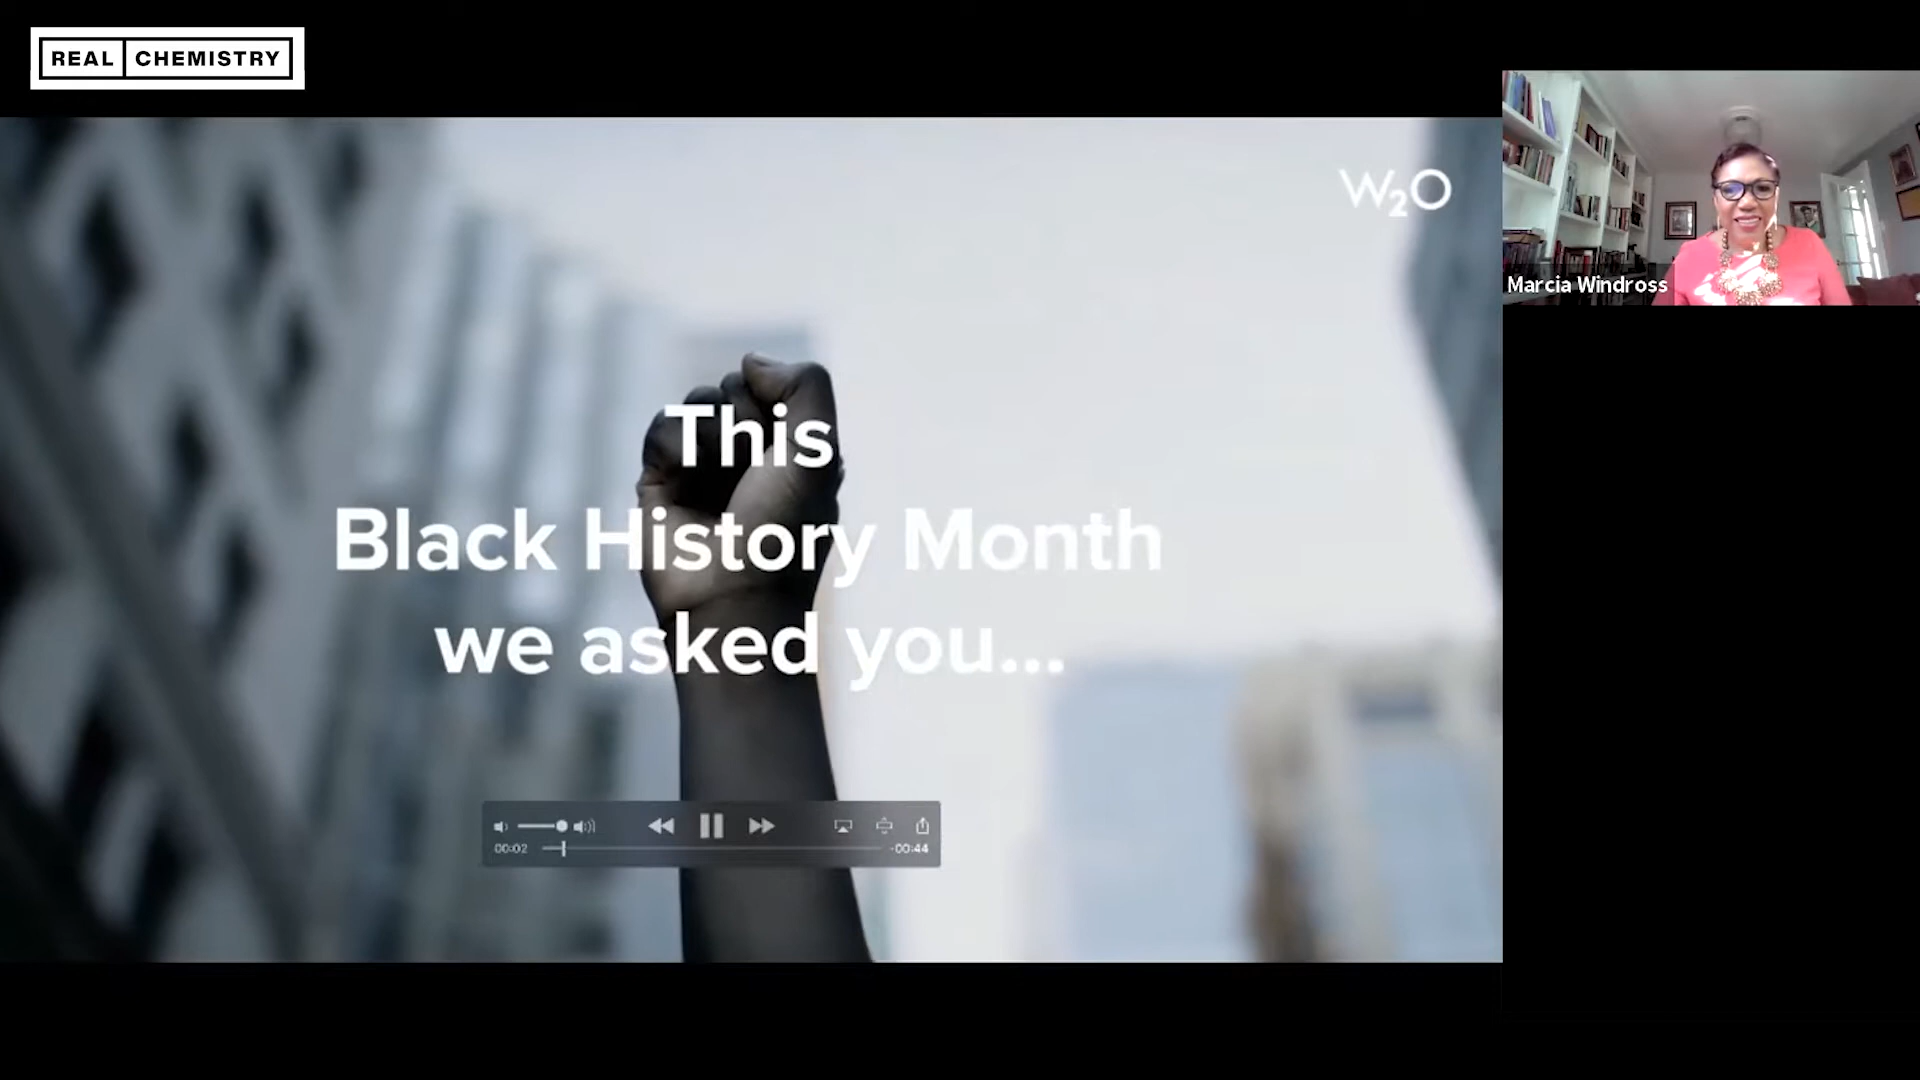 REAL CHEMISTRY
W2O
Marcia Windross
This
Black History Month
we asked you...
00:02
-00:44